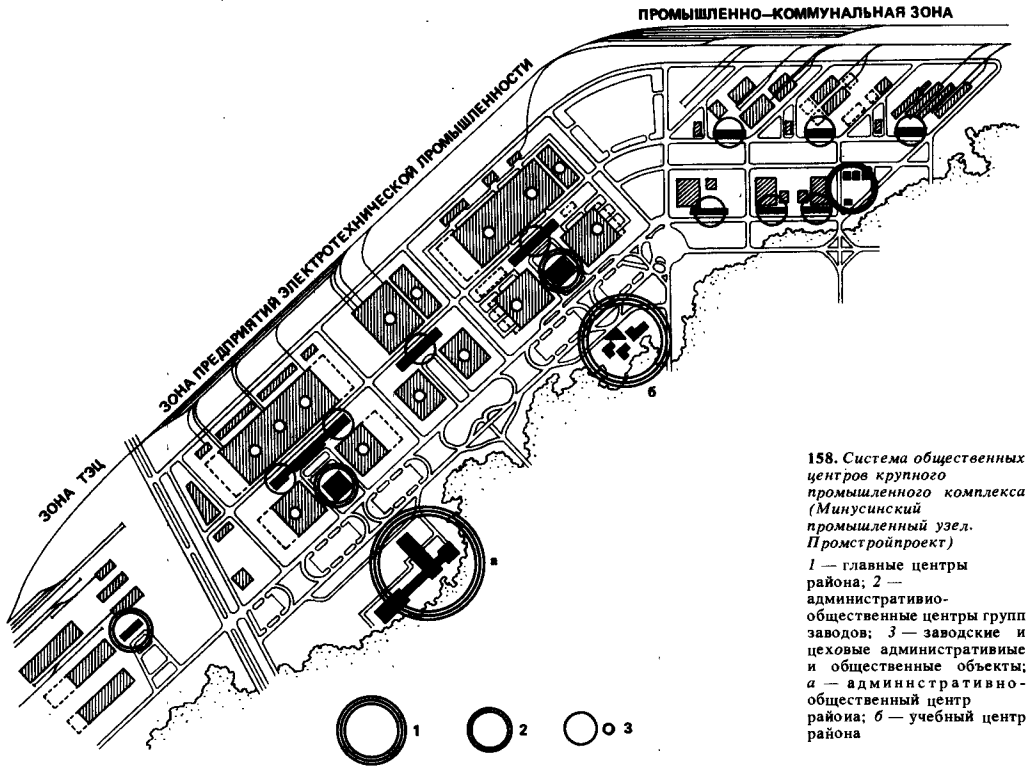 ПРОМЫШЛЕННО—КОММУНАЛЬНАЯ ЗОНА
ЗОНА ПРЕДПРИЯТИЙ ЭЛЕКТРОТЕХНИЧЕСКОЙ ПРОМЫШЛЕННОСТИ
ЗОНА ТЭЦ
б
а
158. Система общественных
центров крупного
промышленного комплекса
(Минусинский
промышленный узел.
Промстройпроект)
1 — главные центры
района; 2 —
административно-
общественные центры групп
заводов; 3 — заводские и
цеховые административные
и общественные объекты;
а — административно-
общественный центр
района; б — учебный центр
района
1
2
3